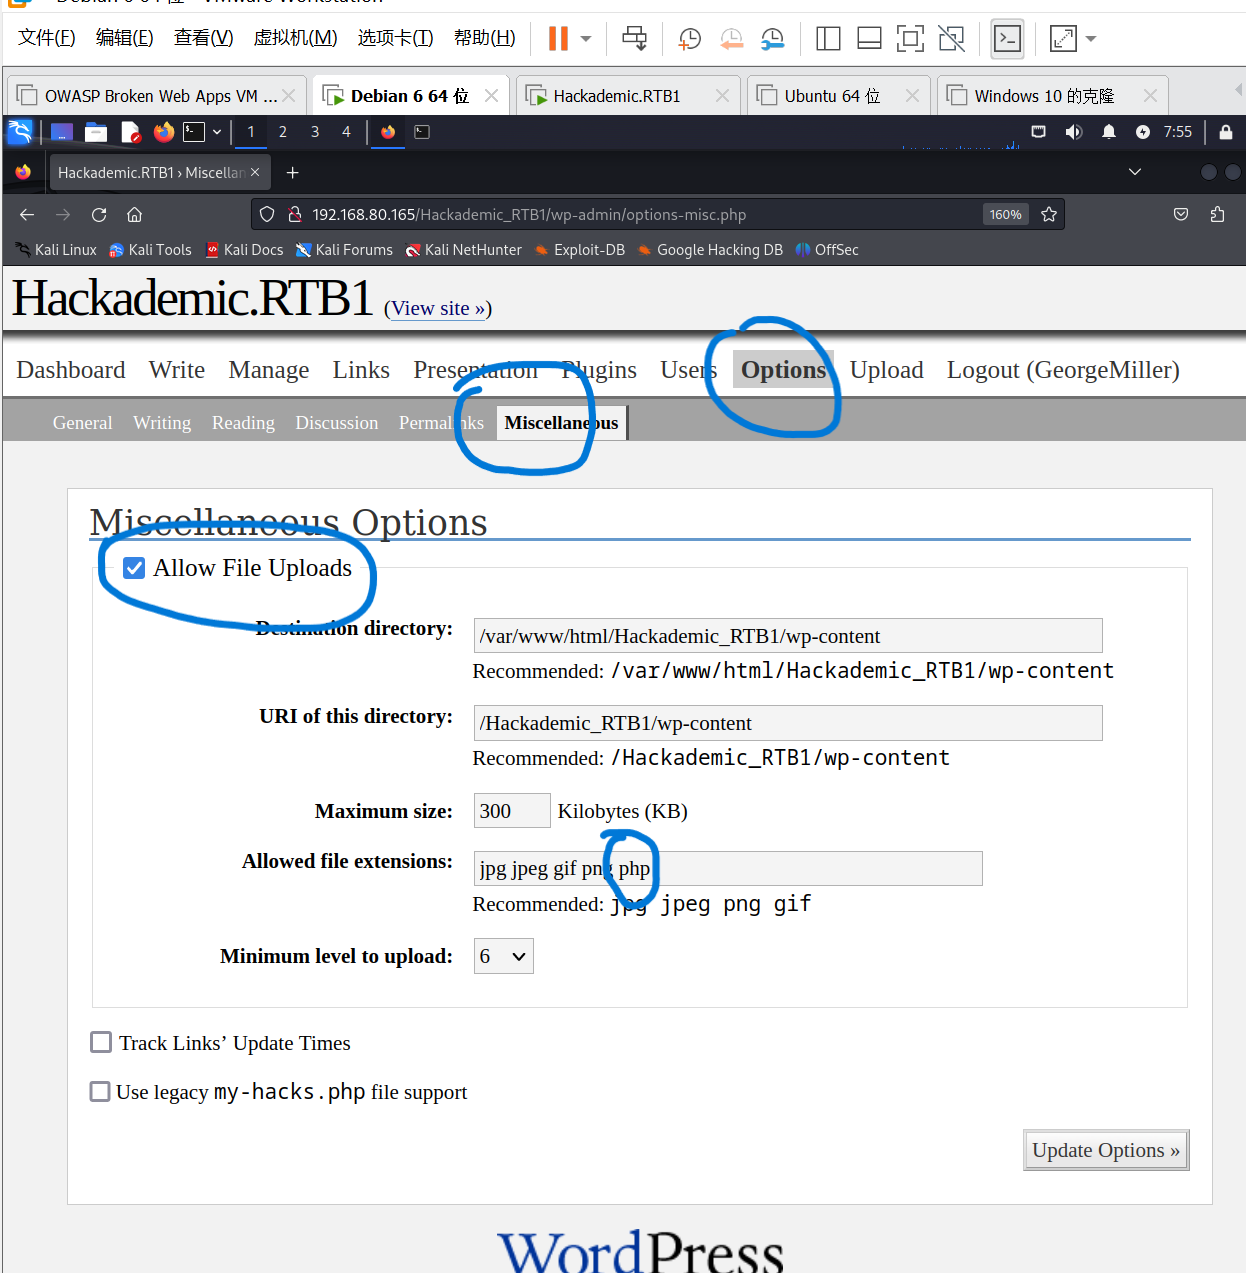 Debian 6 64 位 - VMware Workstation
文件(F) 编辑(E) 查看(V) 虚拟机(M) 选项卡(T) 帮助(H)
OWASP Broken Web Apps VM ... Debian 6 64 位 Hackademic.RTB1 Ubuntu 64 位 Windows 10 的克隆
1 2 3 4 7:55
Hackademic.RTB1 › Miscellan
192.168.80.165/Hackademic_RTB1/wp-admin/options-misc.php 160%
Kali Linux Kali Tools Kali Docs Kali Forums Kali NetHunter Exploit-DB Google Hacking DB OffSec
Hackademic.RTB1 (View site »)
Dashboard Write Manage Links Presentation Plugins Users Options Upload Logout (GeorgeMiller)
General Writing Reading Discussion Permalinks Miscellaneous
Miscellaneous Options
Allow File Uploads
Destination directory: /var/www/html/Hackademic_RTB1/wp-content
Recommended: /var/www/html/Hackademic_RTB1/wp-content
URI of this directory: /Hackademic_RTB1/wp-content
Recommended: /Hackademic_RTB1/wp-content
Maximum size: 300 Kilobytes (KB)
Allowed file extensions: jpg jpeg gif png php
Recommended: jpg jpeg png gif
Minimum level to upload: 6
Track Links’ Update Times
Use legacy my-hacks.php file support
Update Options »
WordPress